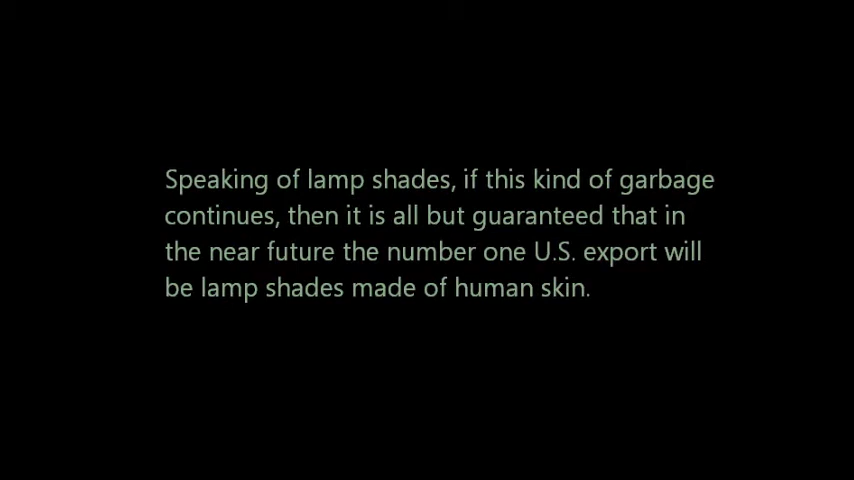 Speaking of lamp shades, if this kind of garbage
continues, then it is all but guaranteed that in
the near future the number one U.S. export will
be lamp shades made of human skin.